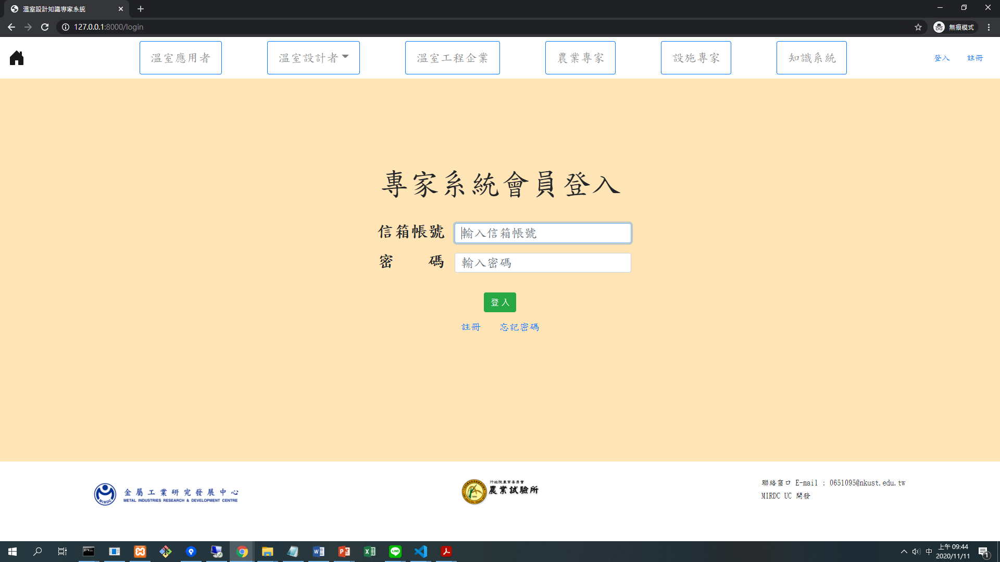 溫室設計知識專家系統
127.0.0.1:8000/login
無痕模式
溫室應用者
溫室設計者
溫室工程企業
農業專家
設施專家
知識系統
登入
註冊
專家系統會員登入
信箱帳號
輸入信箱帳號
密 碼
輸入密碼
登入
註冊 忘記密碼
MIRDC
金屬工業研究發展中心
METAL INDUSTRIES RESEARCH & DEVELOPMENT CENTRE
行政院農業委員會
農業試驗所
聯絡窗口 E-mail : 0651095@nkust.edu.tw
MIRDC UC 開發
LINE
中
上午 09:44
2020/11/11
1